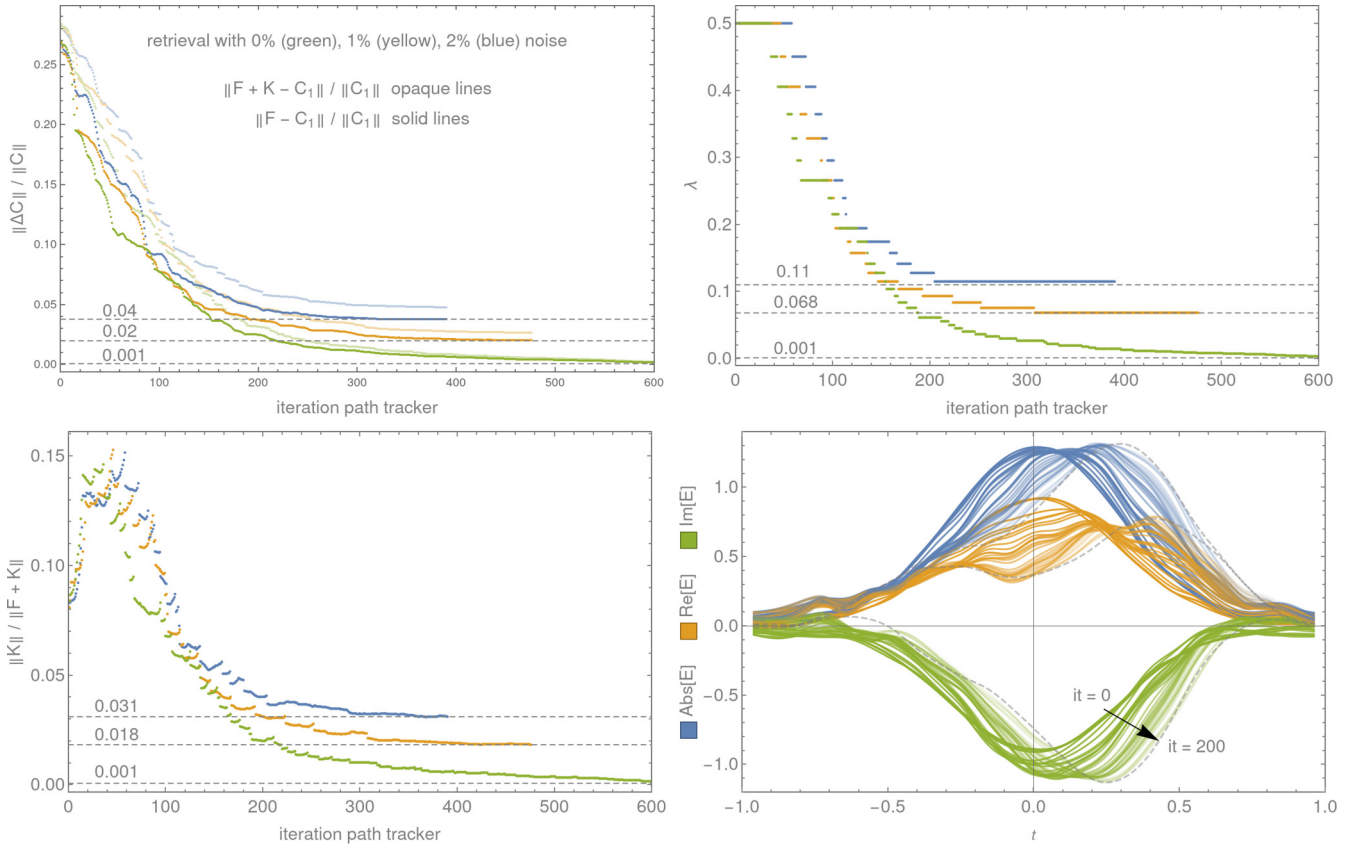 retrieval with 0% (green), 1% (yellow), 2% (blue) noise
‖F + K − C₁‖ / ‖C₁‖ opaque lines
‖F − C₁‖ / ‖C₁‖ solid lines
‖ΔC‖ / ‖C‖
0.25
0.20
0.15
0.10
0.05
0.00
0.04
0.02
0.001
0 100 200 300 400 500 600
iteration path tracker
λ
0.5
0.4
0.3
0.2
0.1
0.0
0.11
0.068
0.001
0 100 200 300 400 500 600
iteration path tracker
‖K‖ / ‖F + K‖
0.15
0.10
0.05
0.00
0.031
0.018
0.001
0 100 200 300 400 500 600
iteration path tracker
Abs[E] Re[E] Im[E]
1.0
0.5
0.0
−0.5
−1.0
it = 0
it = 200
−1.0 −0.5 0.0 0.5 1.0
t